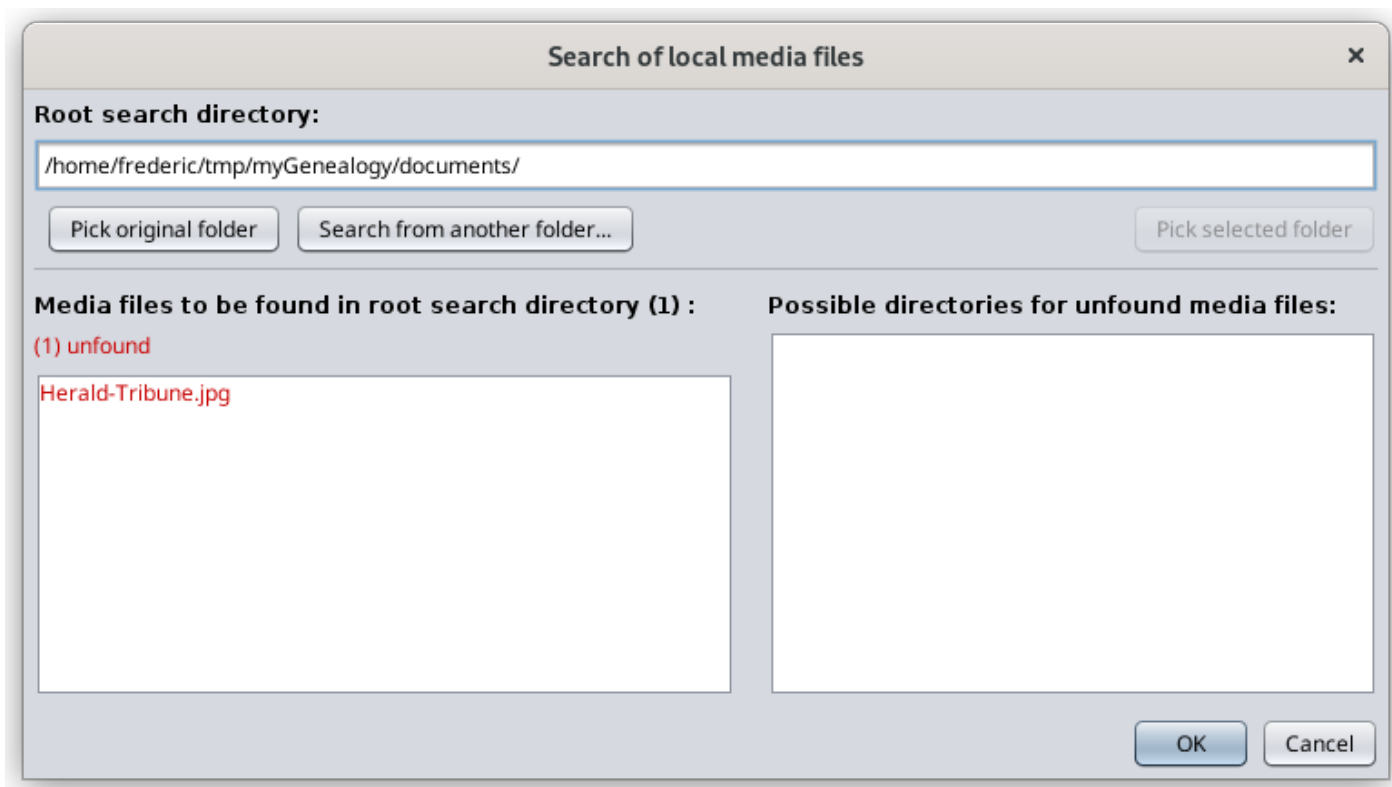 Search of local media files ×
Root search directory:
/home/frederic/tmp/myGenealogy/documents/
Pick original folder Search from another folder... Pick selected folder
Media files to be found in root search directory (1) :
(1) unfound
Herald-Tribune.jpg
Possible directories for unfound media files:
OK Cancel